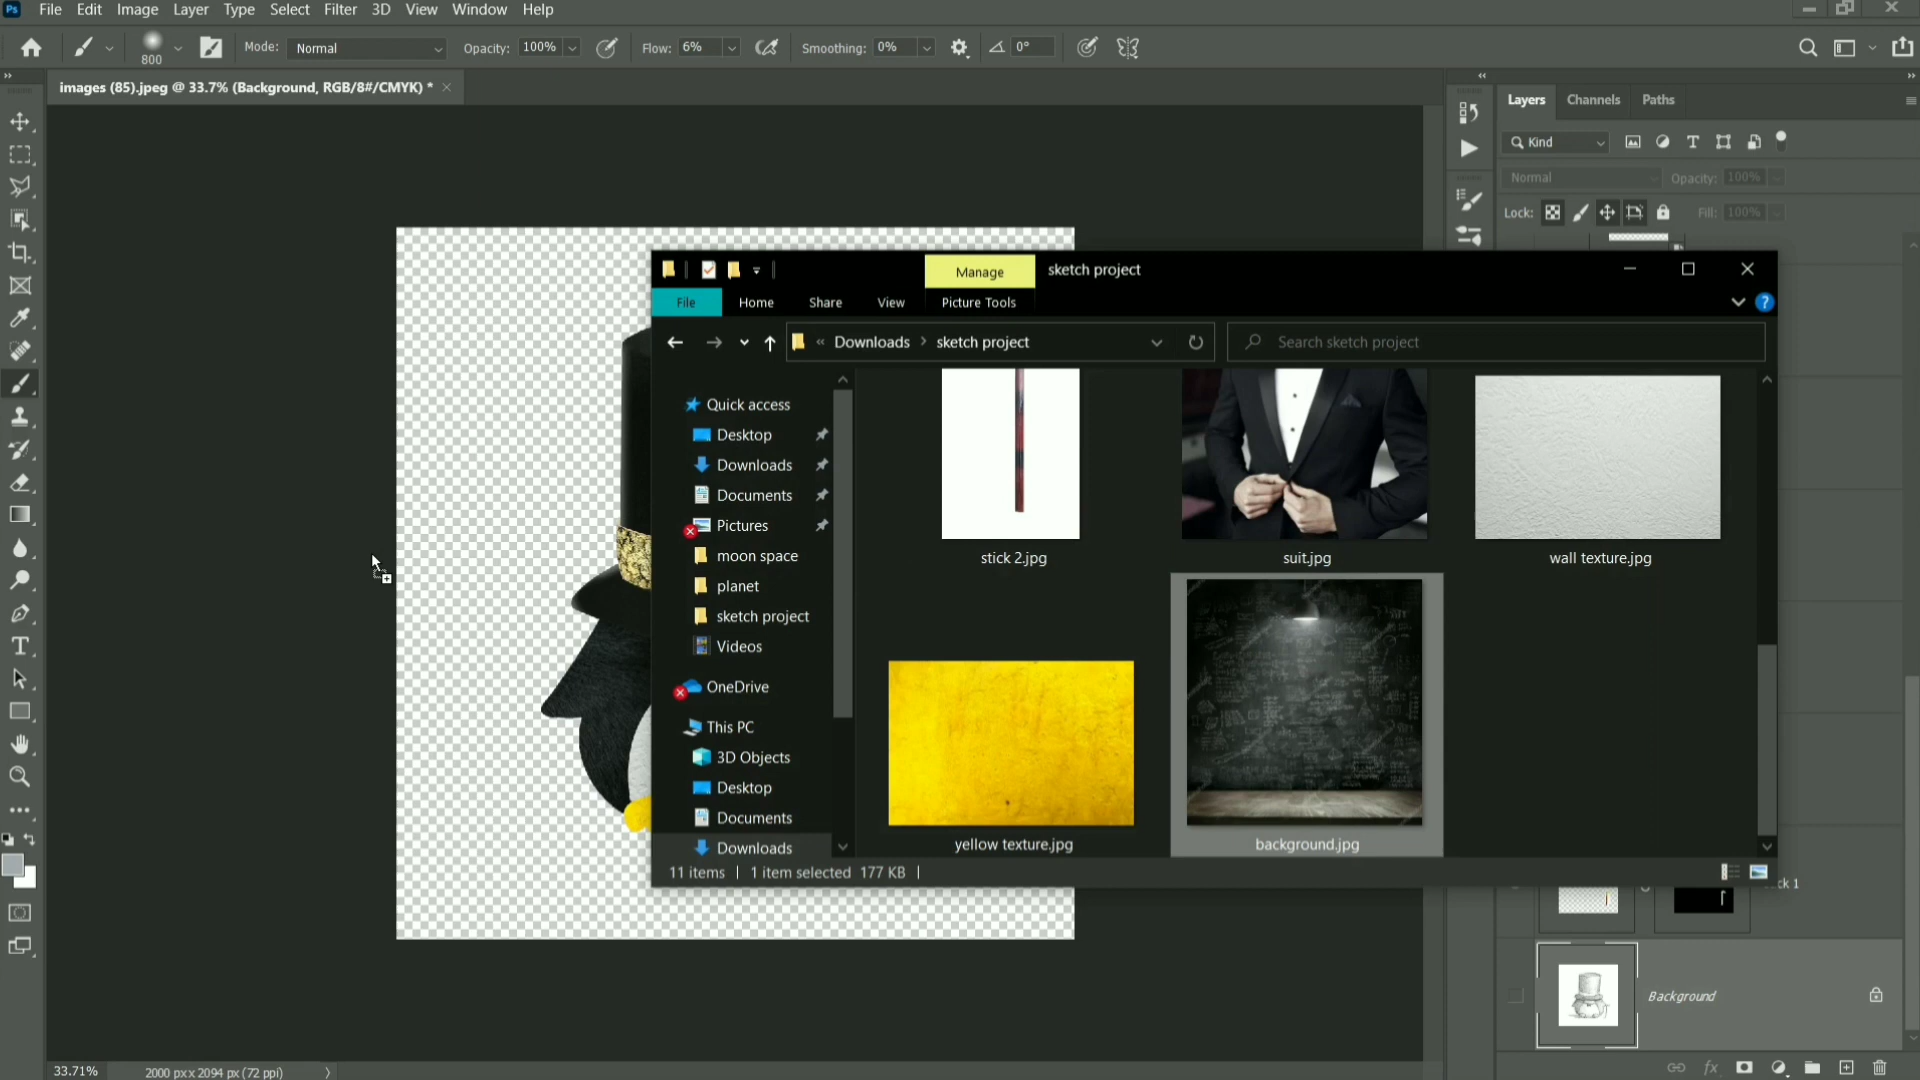 Ps File Edit Image Layer Type Select Filter 3D View Window Help
800 Mode: Normal Opacity: 100% Flow: 6% Smoothing: 0% 0°
images (85).jpeg @ 33.7% (Background, RGB/8#/CMYK) *
Layers Channels Paths
Kind
Normal Opacity: 100%
Lock: Fill: 100%
Manage sketch project
File Home Share View Picture Tools
Downloads sketch project Search sketch project
Quick access
Desktop
Downloads
Documents
Pictures
moon space
planet
sketch project
Videos
OneDrive
This PC
3D Objects
Desktop
Documents
Downloads
stick 2.jpg suit.jpg wall texture.jpg
yellow texture.jpg background.jpg
11 items 1 item selected 177 KB
Background
33.71% 2000 px x 2094 px (72 ppi)